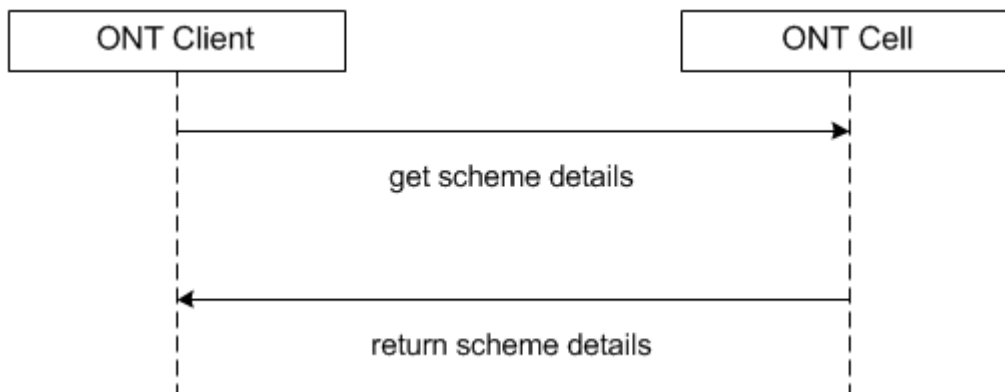 ONT Client
ONT Cell
get scheme details
return scheme details